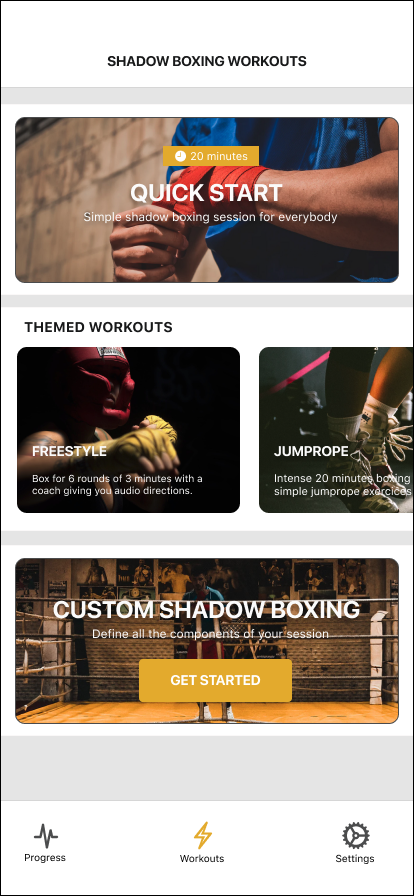 SHADOW BOXING WORKOUTS
20 minutes
QUICK START
Simple shadow boxing session for everybody
THEMED WORKOUTS
FREESTYLE
Box for 6 rounds of 3 minutes with a
coach giving you audio directions.
JUMPROPE
Intense 20 minutes boxing
simple jumprope exercices
CUSTOM SHADOW BOXING
Define all the components of your session
GET STARTED
Progress
Workouts
Settings